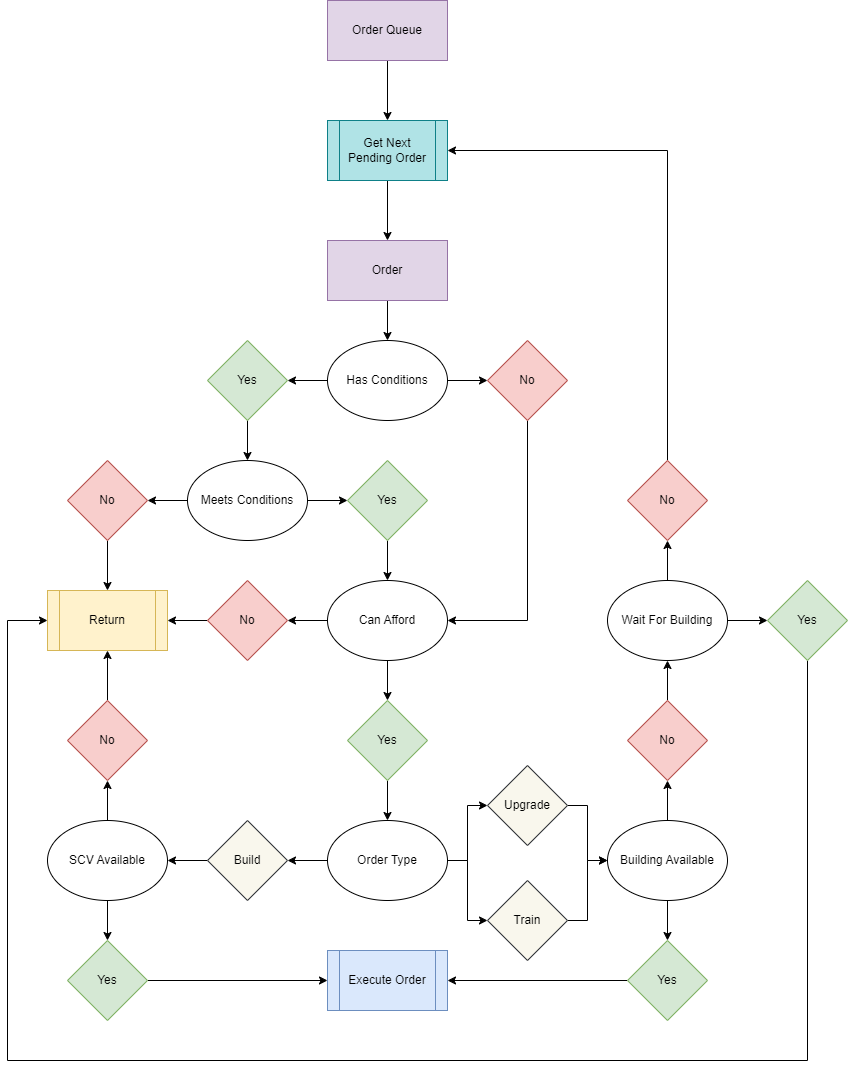 Order Queue
Get Next
Pending Order
Order
Yes
Has Conditions
No
No
Meets Conditions
Yes
No
Return
No
Can Afford
Wait For Building
Yes
No
Yes
No
Upgrade
SCV Available
Build
Order Type
Building Available
Train
Yes
Execute Order
Yes